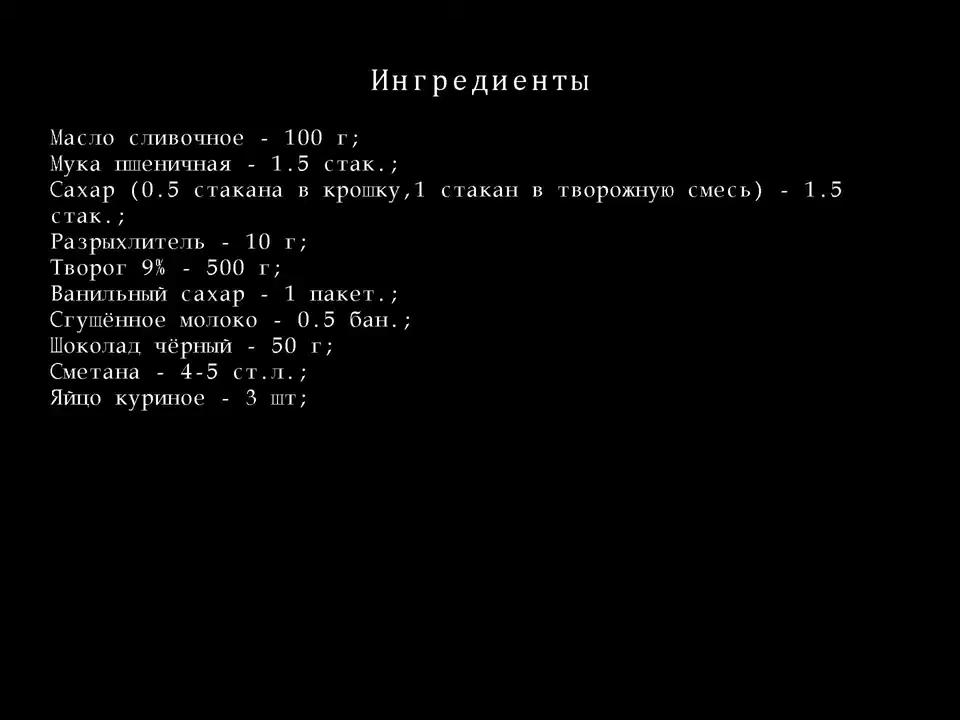 Ингредиенты
Масло сливочное - 100 г;
Мука пшеничная - 1.5 стак.;
Сахар (0.5 стакана в крошку,1 стакан в творожную смесь) - 1.5
стак.;
Разрыхлитель - 10 г;
Творог 9% - 500 г;
Ванильный сахар - 1 пакет.;
Сгушённое молоко - 0.5 бан.;
Шоколад чёрный - 50 г;
Сметана - 4-5 ст.л.;
Яйцо куриное - 3 шт;